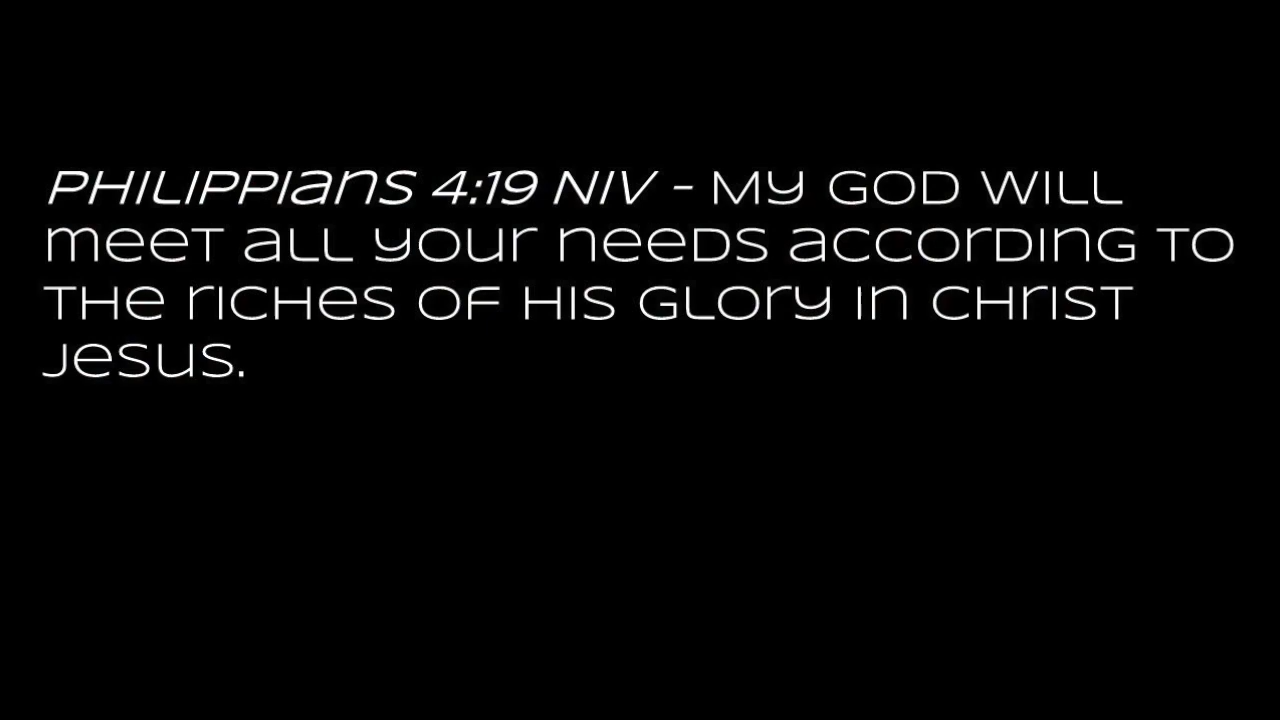 Philippians 4:19 NIV - My God will
meet all your needs according to
the riches of his glory in Christ
Jesus.